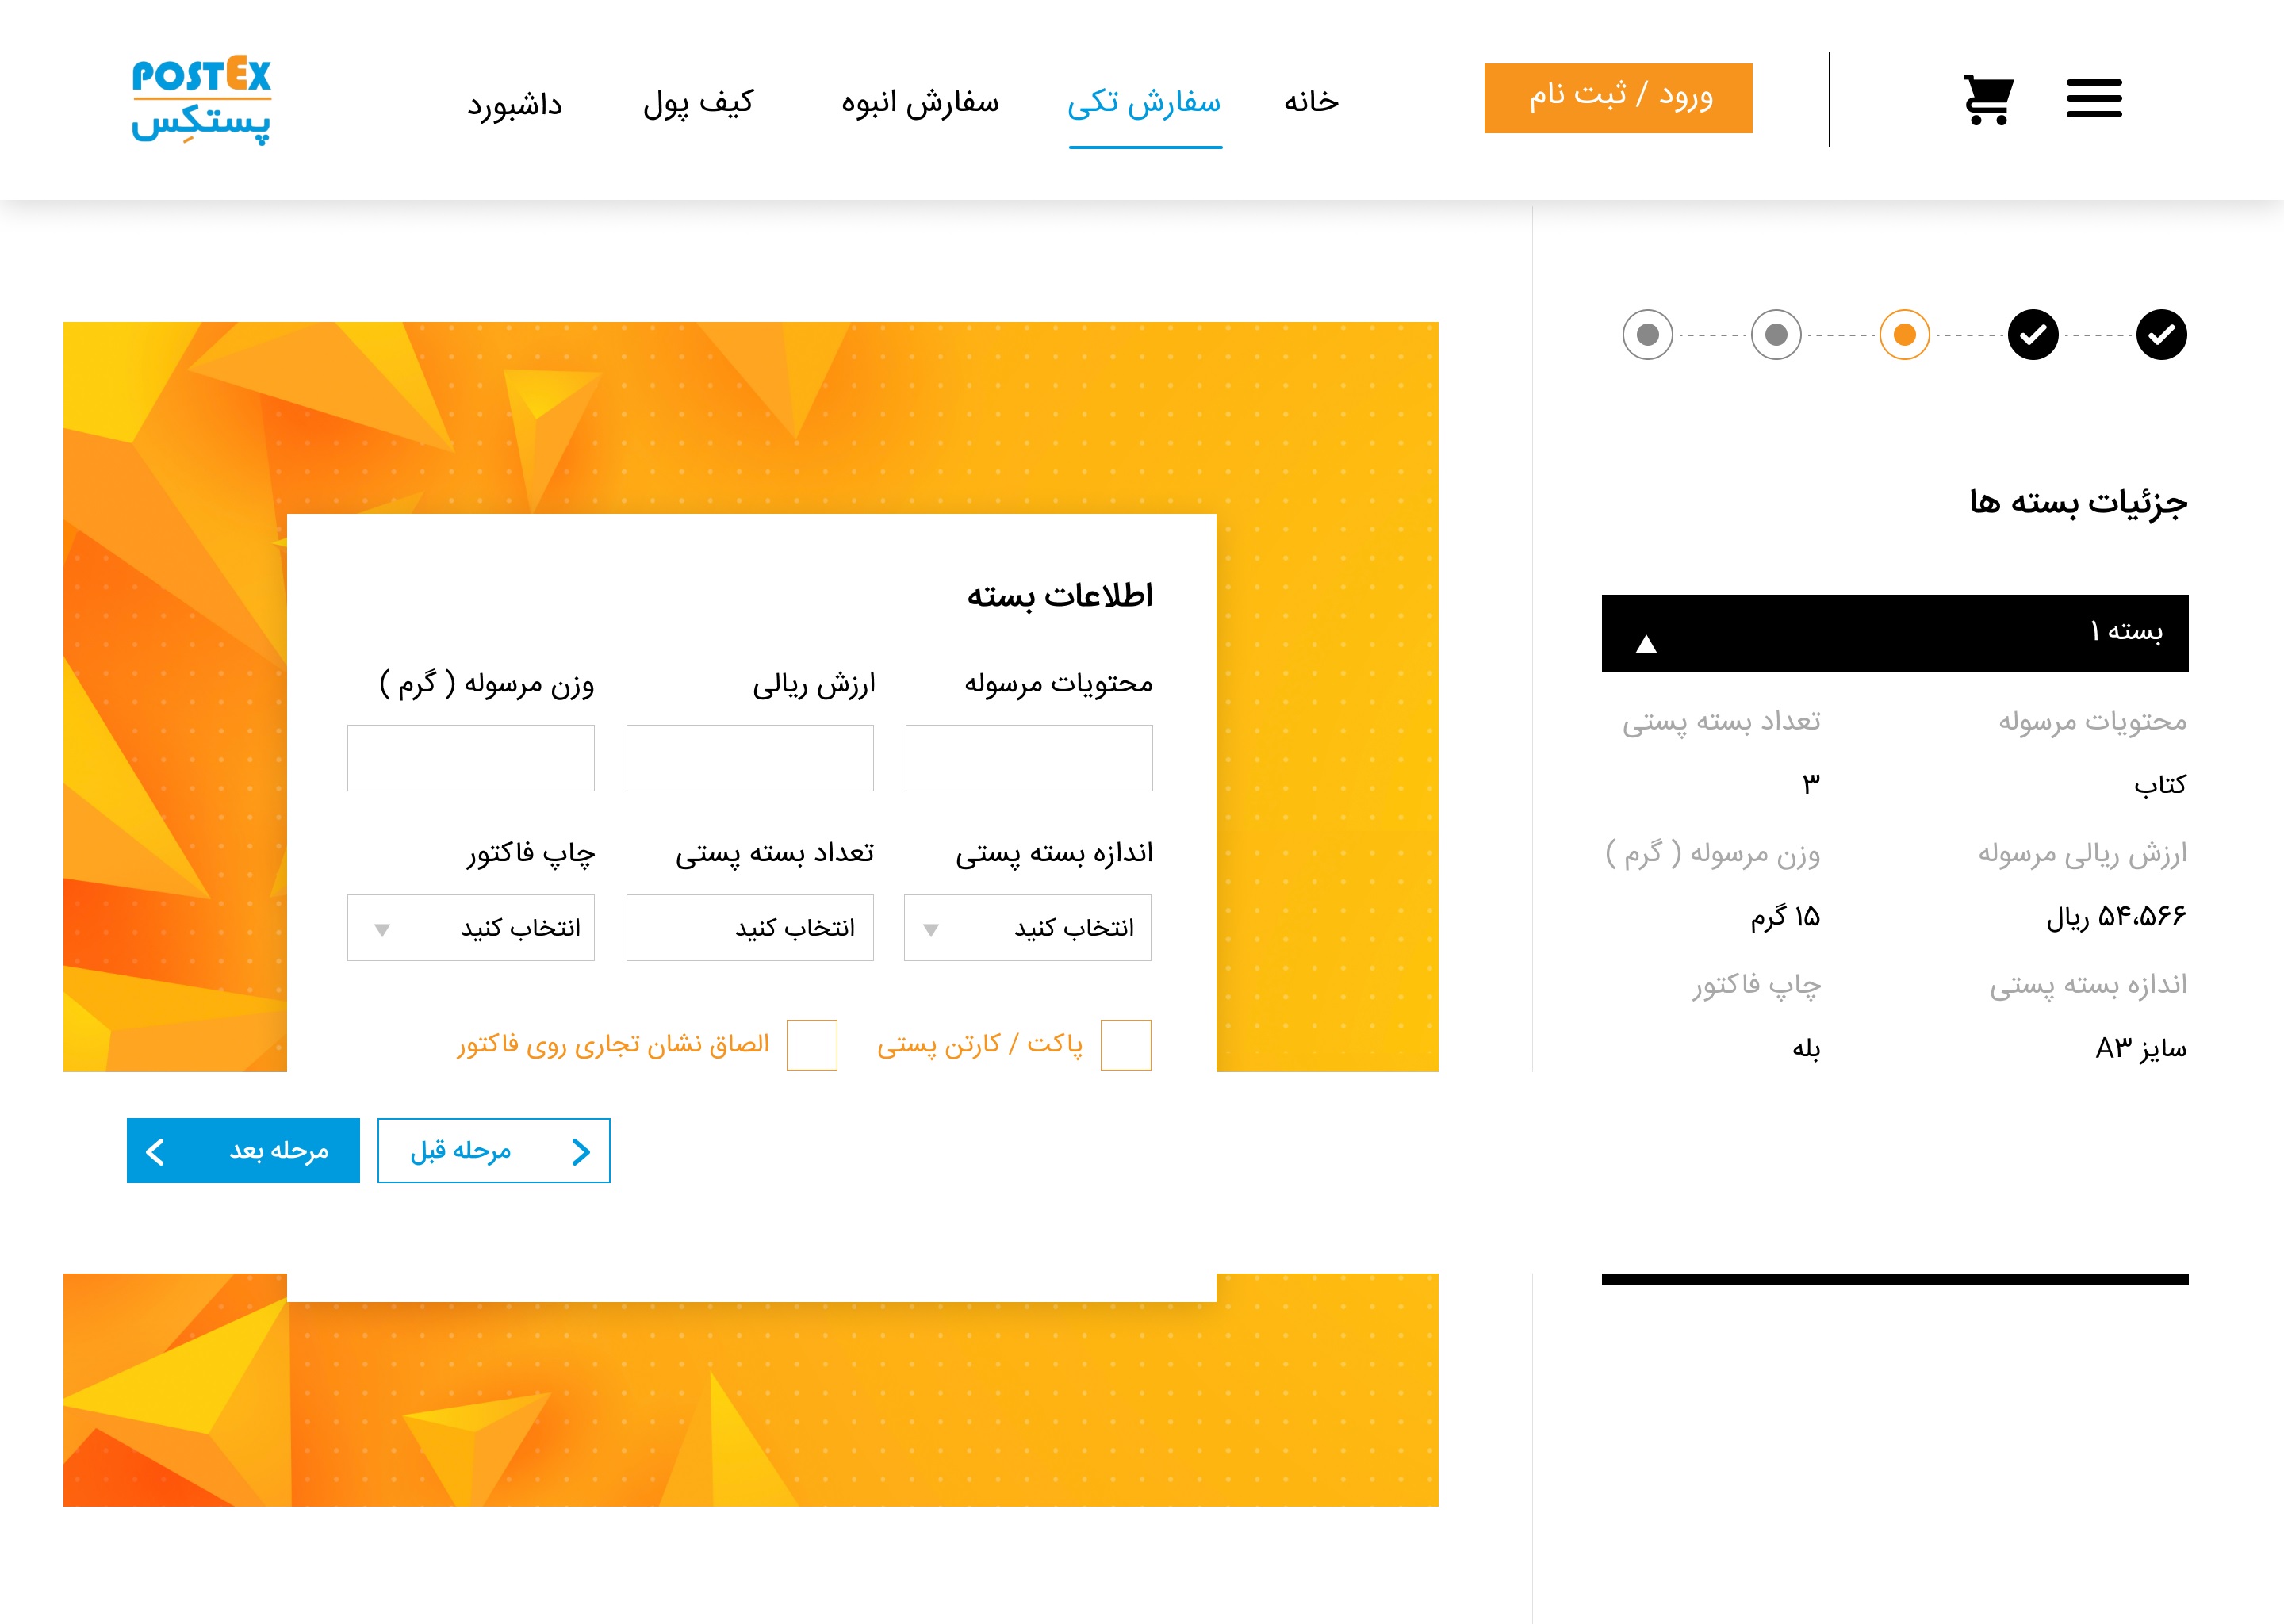 ورود / ثبت نام
خانه
سفارش تکی
سفارش انبوه
کیف پول
داشبورد
POSTEX
پستکِس
جزئیات بسته ها
بسته ۱
محتویات مرسوله
تعداد بسته پستی
کتاب
۳
ارزش ریالی مرسوله
وزن مرسوله ( گرم )
۵۴،۵۶۶ ریال
۱۵ گرم
اندازه بسته پستی
چاپ فاکتور
سایز A۳
بله
اطلاعات بسته
محتویات مرسوله
ارزش ریالی
وزن مرسوله ( گرم )
اندازه بسته پستی
تعداد بسته پستی
چاپ فاکتور
انتخاب کنید
انتخاب کنید
انتخاب کنید
پاکت / کارتن پستی
الصاق نشان تجاری روی فاکتور
مرحله قبل
مرحله بعد